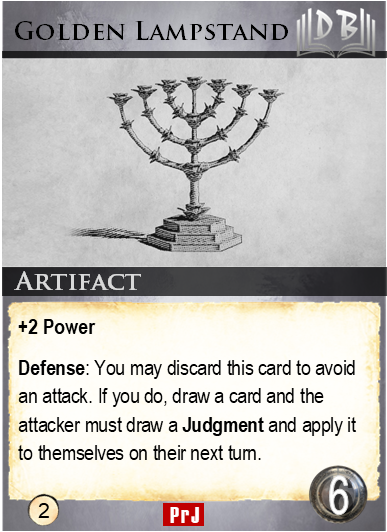 GOLDEN LAMPSTAND
DB
ARTIFACT
+2 Power
Defense: You may discard this card to avoid
an attack. If you do, draw a card and the
attacker must draw a Judgment and apply it
to themselves on their next turn.
2
PrJ
6